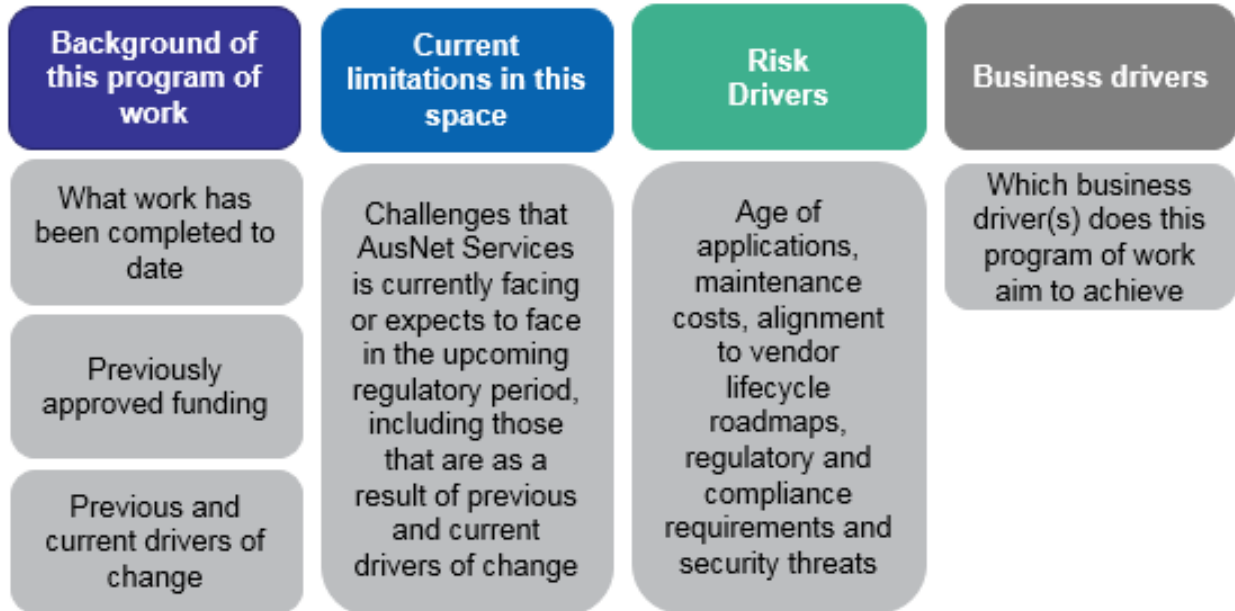 Background of
this program of
work
What work has
been completed to
date
Previously
approved funding
Previous and
current drivers of
change
Current
limitations in this
space
Challenges that
AusNet Services
is currently facing
or expects to face
in the upcoming
regulatory period,
including those
that are as a
result of previous
and current
drivers of change
Risk
Drivers
Age of
applications,
maintenance
costs, alignment
to vendor
lifecycle
roadmaps,
regulatory and
compliance
requirements and
security threats
Business drivers
Which business
driver(s) does this
program of work
aim to achieve